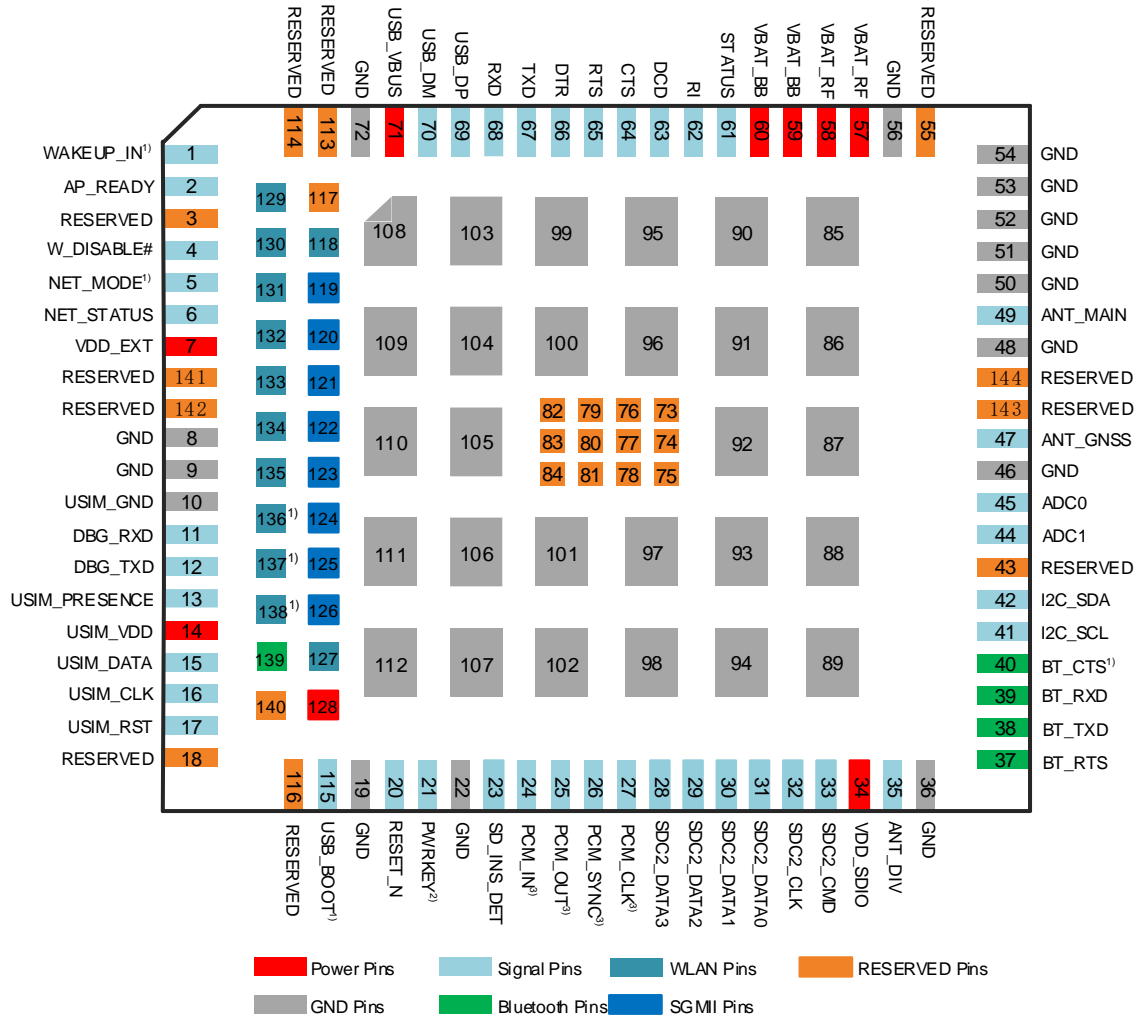 RESERVED
RESERVED
GND
USB_VBUS
USB_DM
USB_DP
RXD
TXD
DTR
RTS
CTS
DCD
RI
STATUS
VBAT_BB
VBAT_BB
VBAT_RF
VBAT_RF
GND
RESERVED
114
113
72
71
70
69
68
67
66
65
64
63
62
61
60
59
58
57
56
55
WAKEUP_IN¹⁾ 1
AP_READY 2
RESERVED 3
W_DISABLE# 4
NET_MODE¹⁾ 5
NET_STATUS 6
VDD_EXT 7
RESERVED 141
RESERVED 142
GND 8
GND 9
USIM_GND 10
DBG_RXD 11
DBG_TXD 12
USIM_PRESENCE 13
USIM_VDD 14
USIM_DATA 15
USIM_CLK 16
USIM_RST 17
RESERVED 18
129 117
130 118
131 119
132 120
133 121
134 122
135 123
136¹⁾ 124
137¹⁾ 125
138¹⁾ 126
139 127
140 128
108 103 99 95 90 85
109 104 100 96 91 86
110 105
82 79 76 73
83 80 77 74
84 81 78 75
92 87
111 106 101 97 93 88
112 107 102 98 94 89
54 GND
53 GND
52 GND
51 GND
50 GND
49 ANT_MAIN
48 GND
144 RESERVED
143 RESERVED
47 ANT_GNSS
46 GND
45 ADC0
44 ADC1
43 RESERVED
42 I2C_SDA
41 I2C_SCL
40 BT_CTS¹⁾
39 BT_RXD
38 BT_TXD
37 BT_RTS
116
115
19
20
21
22
23
24
25
26
27
28
29
30
31
32
33
34
35
36
RESERVED
USB_BOOT¹⁾
GND
RESET_N
PWRKEY²⁾
GND
SD_INS_DET
PCM_IN³⁾
PCM_OUT³⁾
PCM_SYNC³⁾
PCM_CLK³⁾
SDC2_DATA3
SDC2_DATA2
SDC2_DATA1
SDC2_DATA0
SDC2_CLK
SDC2_CMD
VDD_SDIO
ANT_DIV
GND
Power Pins Signal Pins WLAN Pins RESERVED Pins
GND Pins Bluetooth Pins SGMII Pins